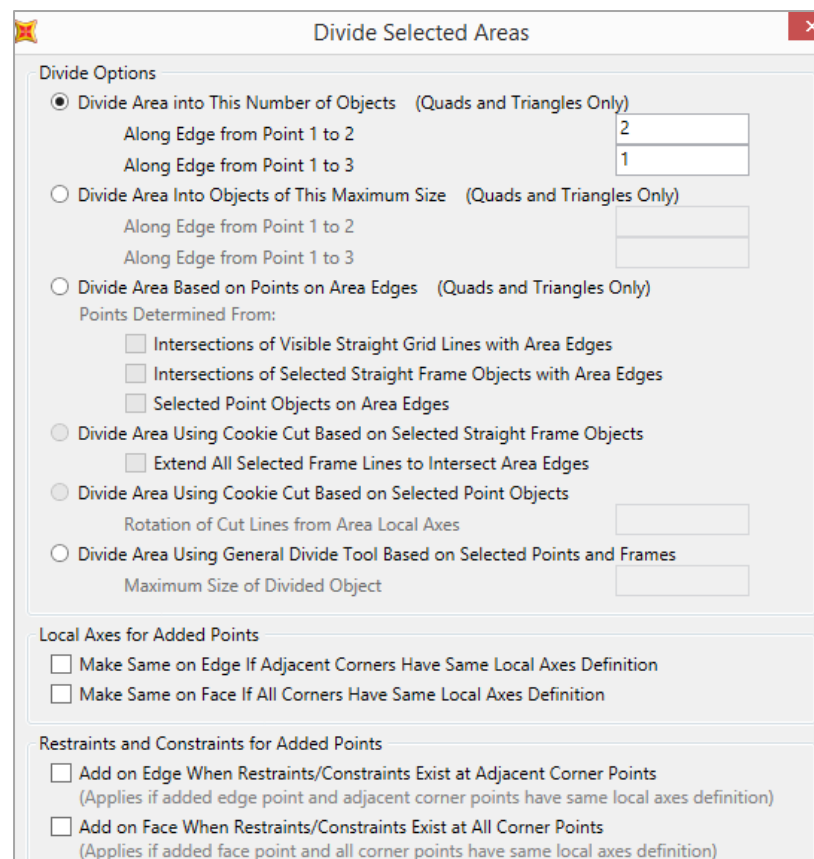 Divide Selected Areas
Divide Options
Divide Area into This Number of Objects (Quads and Triangles Only)
Along Edge from Point 1 to 2 2
Along Edge from Point 1 to 3 1
Divide Area Into Objects of This Maximum Size (Quads and Triangles Only)
Along Edge from Point 1 to 2
Along Edge from Point 1 to 3
Divide Area Based on Points on Area Edges (Quads and Triangles Only)
Points Determined From:
Intersections of Visible Straight Grid Lines with Area Edges
Intersections of Selected Straight Frame Objects with Area Edges
Selected Point Objects on Area Edges
Divide Area Using Cookie Cut Based on Selected Straight Frame Objects
Extend All Selected Frame Lines to Intersect Area Edges
Divide Area Using Cookie Cut Based on Selected Point Objects
Rotation of Cut Lines from Area Local Axes
Divide Area Using General Divide Tool Based on Selected Points and Frames
Maximum Size of Divided Object
Local Axes for Added Points
Make Same on Edge If Adjacent Corners Have Same Local Axes Definition
Make Same on Face If All Corners Have Same Local Axes Definition
Restraints and Constraints for Added Points
Add on Edge When Restraints/Constraints Exist at Adjacent Corner Points
(Applies if added edge point and adjacent corner points have same local axes definition)
Add on Face When Restraints/Constraints Exist at All Corner Points
(Applies if added face point and all corner points have same local axes definition)